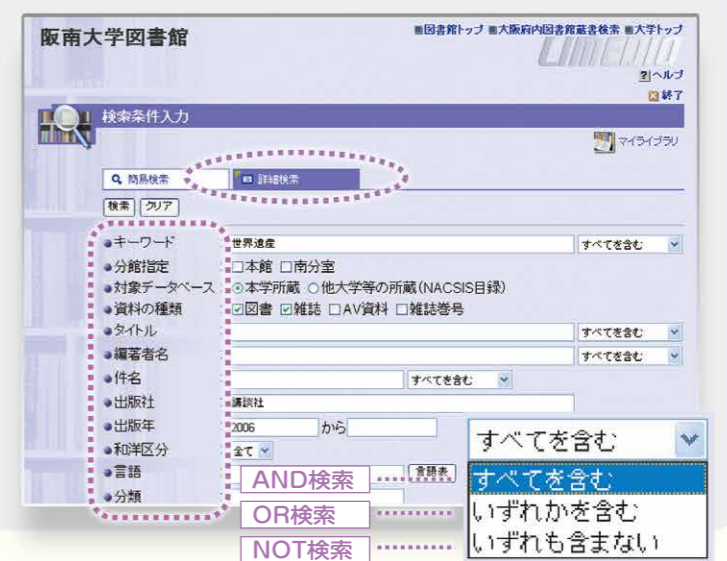 阪南大学図書館
■図書館トップ ■大阪府内図書館蔵書検索 ■大学トップ
LIMEDIO
?ヘルプ
終了
検索条件入力
マイライブラリ
簡易検索
詳細検索
検索 クリア
●キーワード 世界遺産 すべてを含む
●分館指定 □本館 □南分室
●対象データベース ⊙本学所蔵 ○他大学等の所蔵(NACSIS目録)
●資料の種類 ☑図書 ☑雑誌 □AV資料 □雑誌巻号
●タイトル すべてを含む
●編著者名 すべてを含む
●件名 すべてを含む
●出版社 講談社
●出版年 2006 から
●和洋区分 全て
●言語 言語表
●分類
すべてを含む
AND検索 すべてを含む
OR検索 いずれかを含む
NOT検索 いずれも含まない